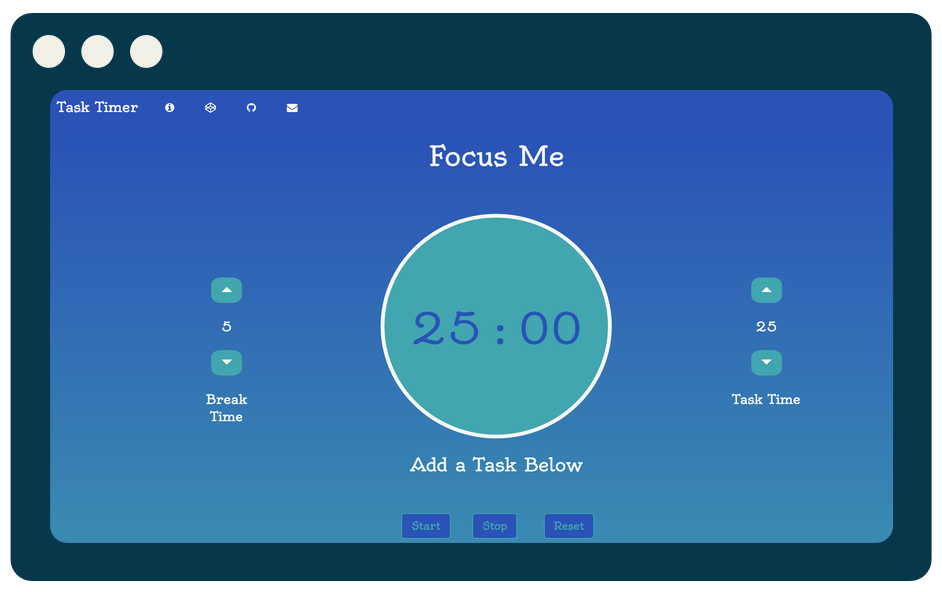 Task Timer
Focus Me
5
Break
Time
25:00
25
Task Time
Add a Task Below
Start Stop Reset